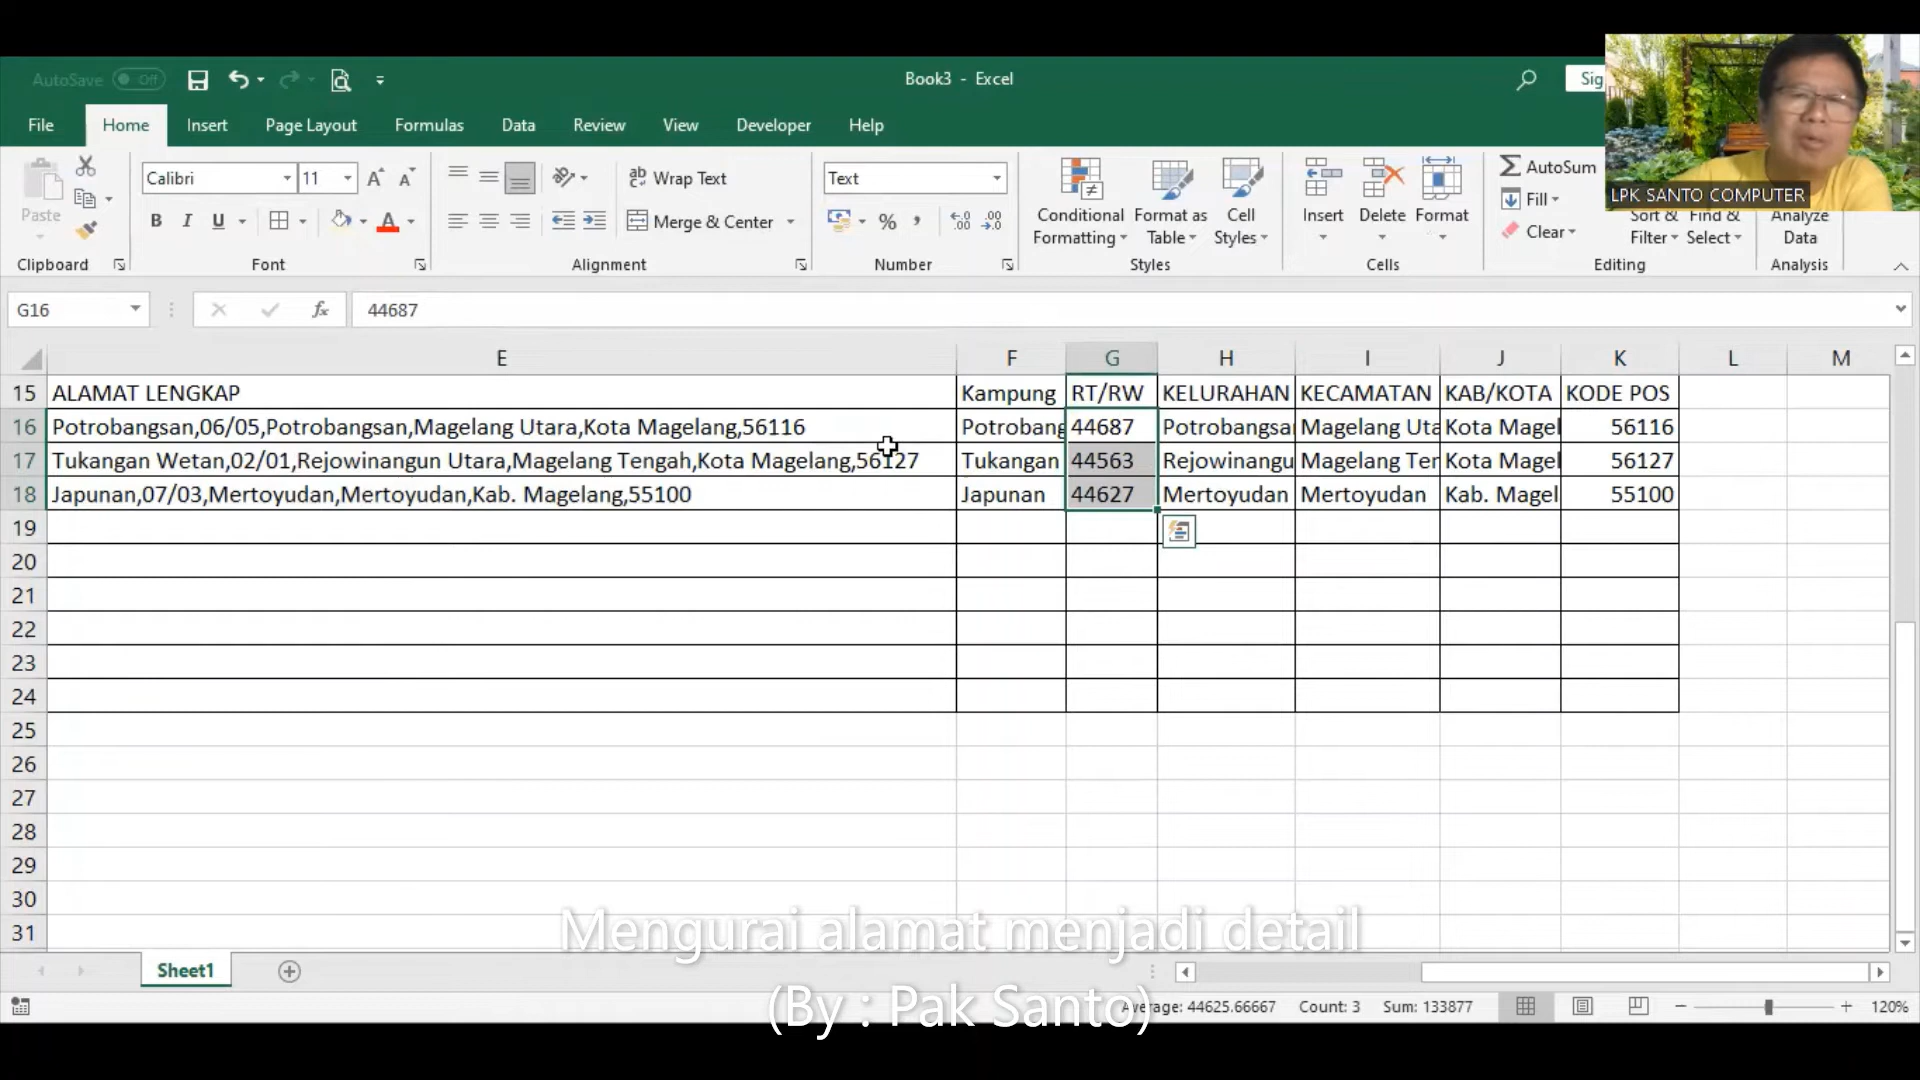 AutoSave Off
Book3 - Excel
Sig
LPK SANTO COMPUTER
File Home Insert Page Layout Formulas Data Review View Developer Help
Paste
Clipboard
Calibri 11
B I U
Font
Wrap Text
Merge & Center
Alignment
Text
Number
Conditional Formatting
Format as Table
Cell Styles
Styles
Insert Delete Format
Cells
AutoSum
Fill
Clear
Sort & Filter
Find & Select
Editing
Analyze Data
Analysis
G16 fx 44687
E F G H I J K L M
15 ALAMAT LENGKAP Kampung RT/RW KELURAHAN KECAMATAN KAB/KOTA KODE POS
16 Potrobangsan,06/05,Potrobangsan,Magelang Utara,Kota Magelang,56116 Potrobang 44687 Potrobangsan Magelang Uta Kota Magel 56116
17 Tukangan Wetan,02/01,Rejowinangun Utara,Magelang Tengah,Kota Magelang,56127 Tukangan 44563 Rejowinangu Magelang Ter Kota Magel 56127
18 Japunan,07/03,Mertoyudan,Mertoyudan,Kab. Magelang,55100 Japunan 44627 Mertoyudan Mertoyudan Kab. Magel 55100
19
20
21
22
23
24
25
26
27
28
29
30
31
Mengurai alamat menjadi detail
(By : Pak Santo)
Sheet1
Average: 44625.66667 Count: 3 Sum: 133877 120%